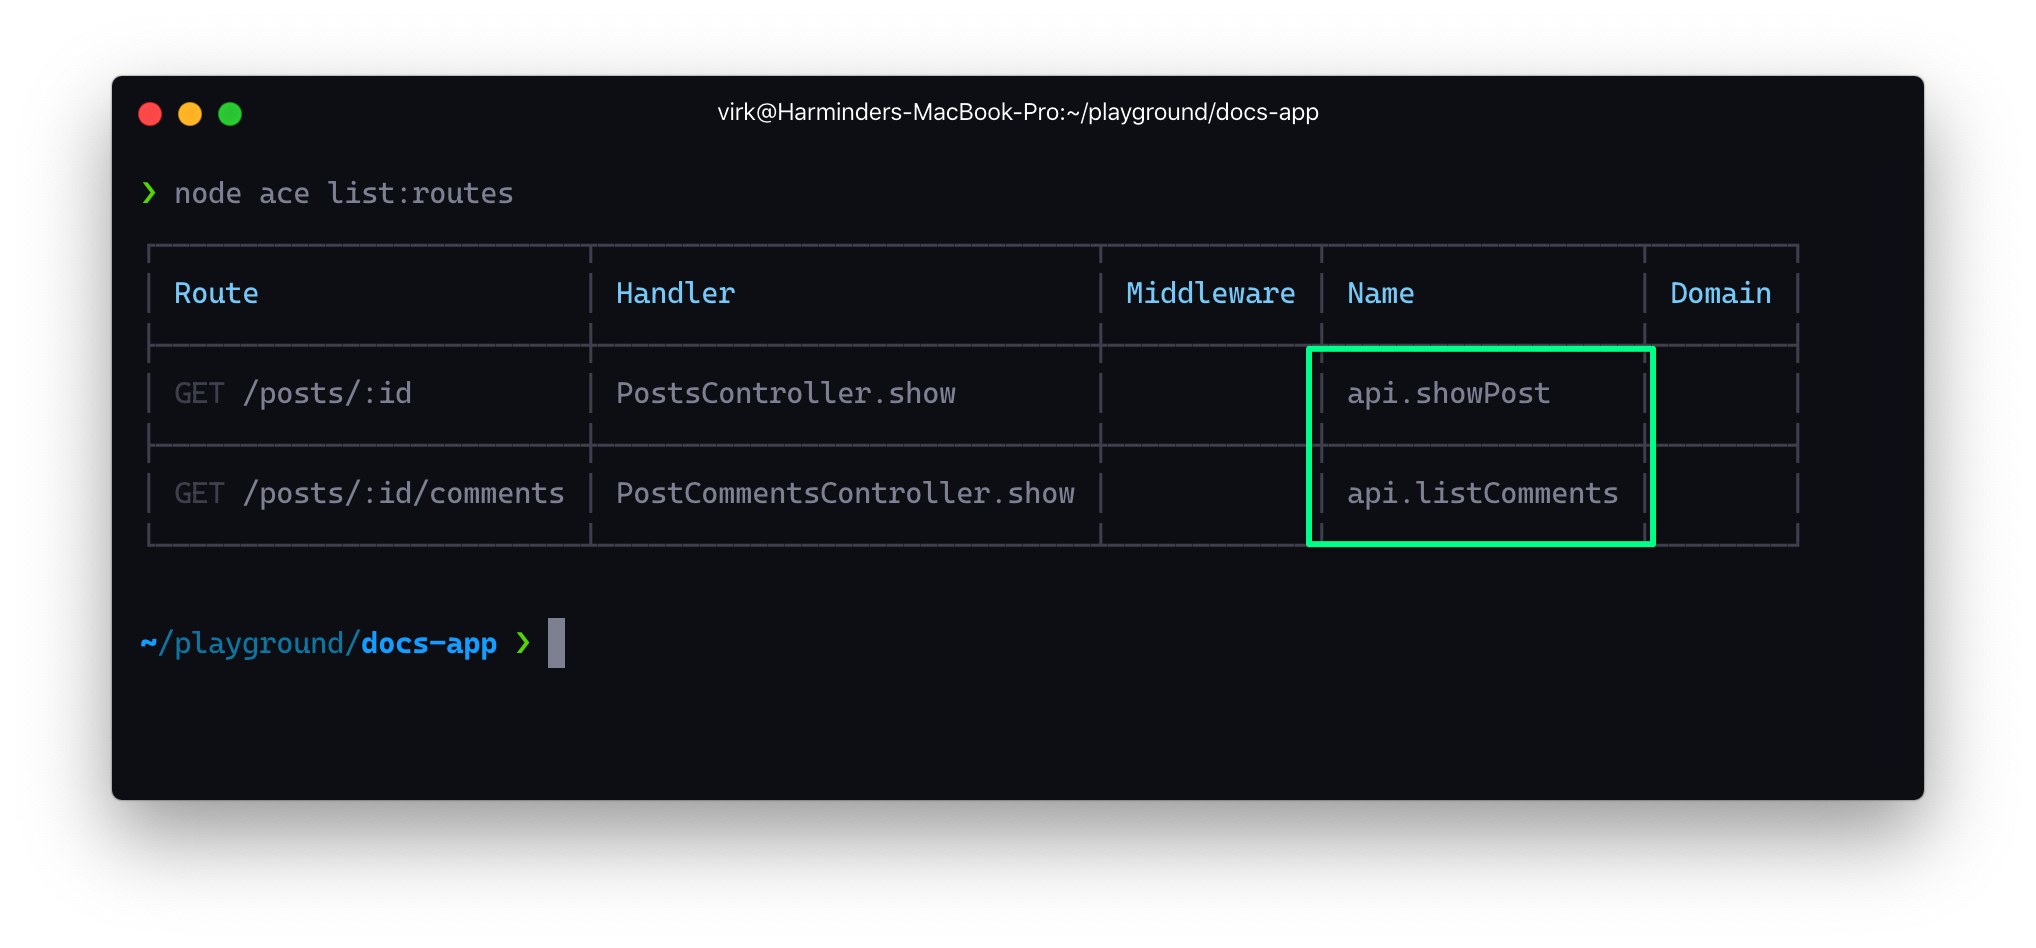 virk@Harminders-MacBook-Pro:~/playground/docs-app
❯ node ace list:routes
Route Handler Middleware Name Domain
GET /posts/:id PostsController.show api.showPost
GET /posts/:id/comments PostCommentsController.show api.listComments
~/playground/docs-app ❯